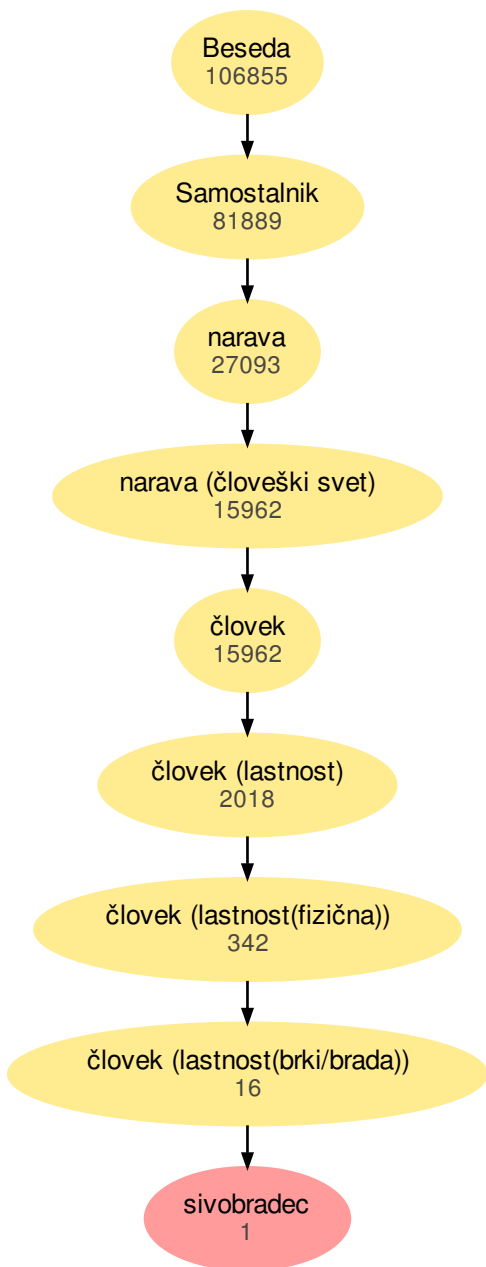 Beseda
106855
Samostalnik
81889
narava
27093
narava (človeški svet)
15962
človek
15962
človek (lastnost)
2018
človek (lastnost(fizična))
342
človek (lastnost(brki/brada))
16
sivobradec
1